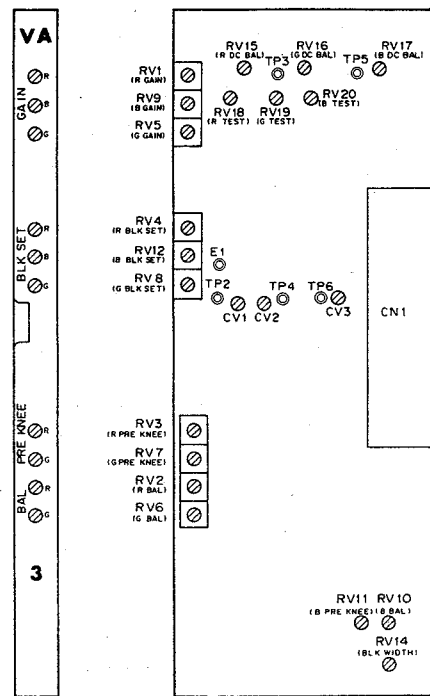 VA
GAIN
R
B
G
BLK SET
R
B
G
PRE KNEE
R
G
BAL
R
G
3
RV1
(R GAIN)
RV9
(B GAIN)
RV5
(G GAIN)
RV4
(R BLK SET)
RV12
(B BLK SET)
RV8
(G BLK SET)
RV3
(R PRE KNEE)
RV7
(G PRE KNEE)
RV2
(R BAL)
RV6
(G BAL)
RV15 RV16 RV17
(R DC BAL) (G DC BAL) (B DC BAL)
TP3 TP5
RV18 RV19 RV20
(R TEST) (G TEST) (B TEST)
E1
TP2 TP4 TP6
CV1 CV2 CV3
CN1
RV11 RV10
(B PRE KNEE) (B BAL)
RV14
(BLK WIDTH)